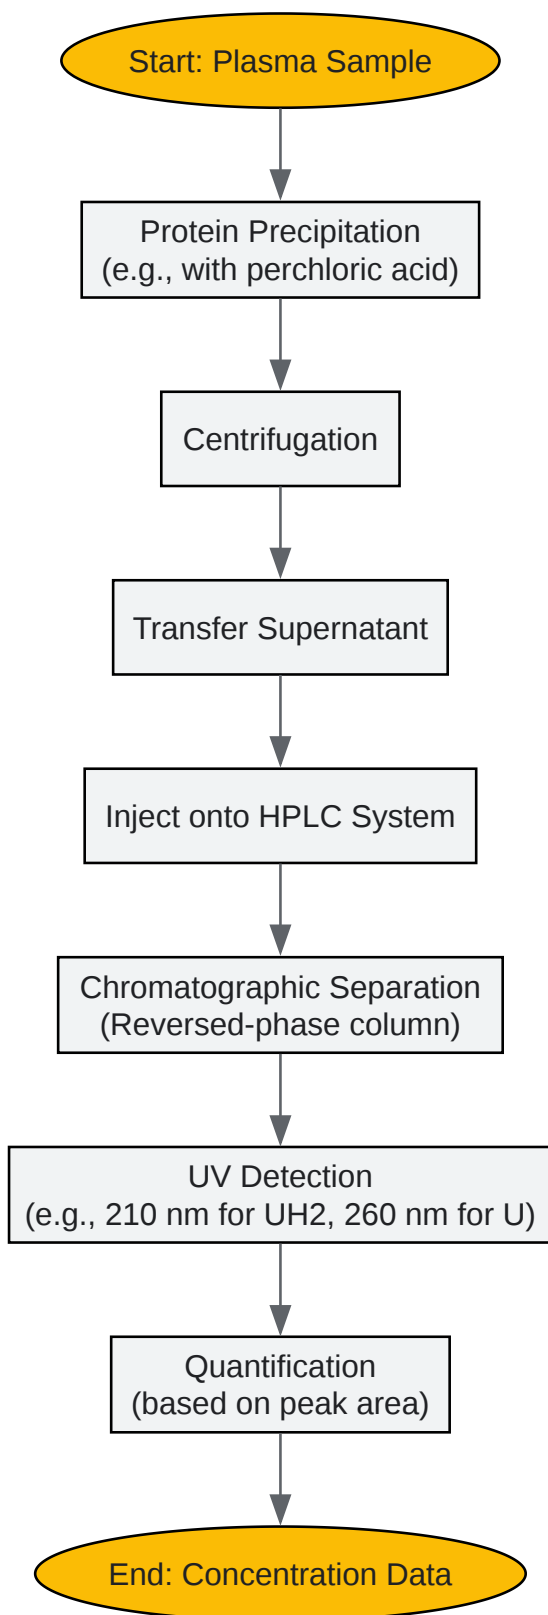 Start: Plasma Sample
Protein Precipitation
(e.g., with perchloric acid)
Centrifugation
Transfer Supernatant
Inject onto HPLC System
Chromatographic Separation
(Reversed-phase column)
UV Detection
(e.g., 210 nm for UH2, 260 nm for U)
Quantification
(based on peak area)
End: Concentration Data